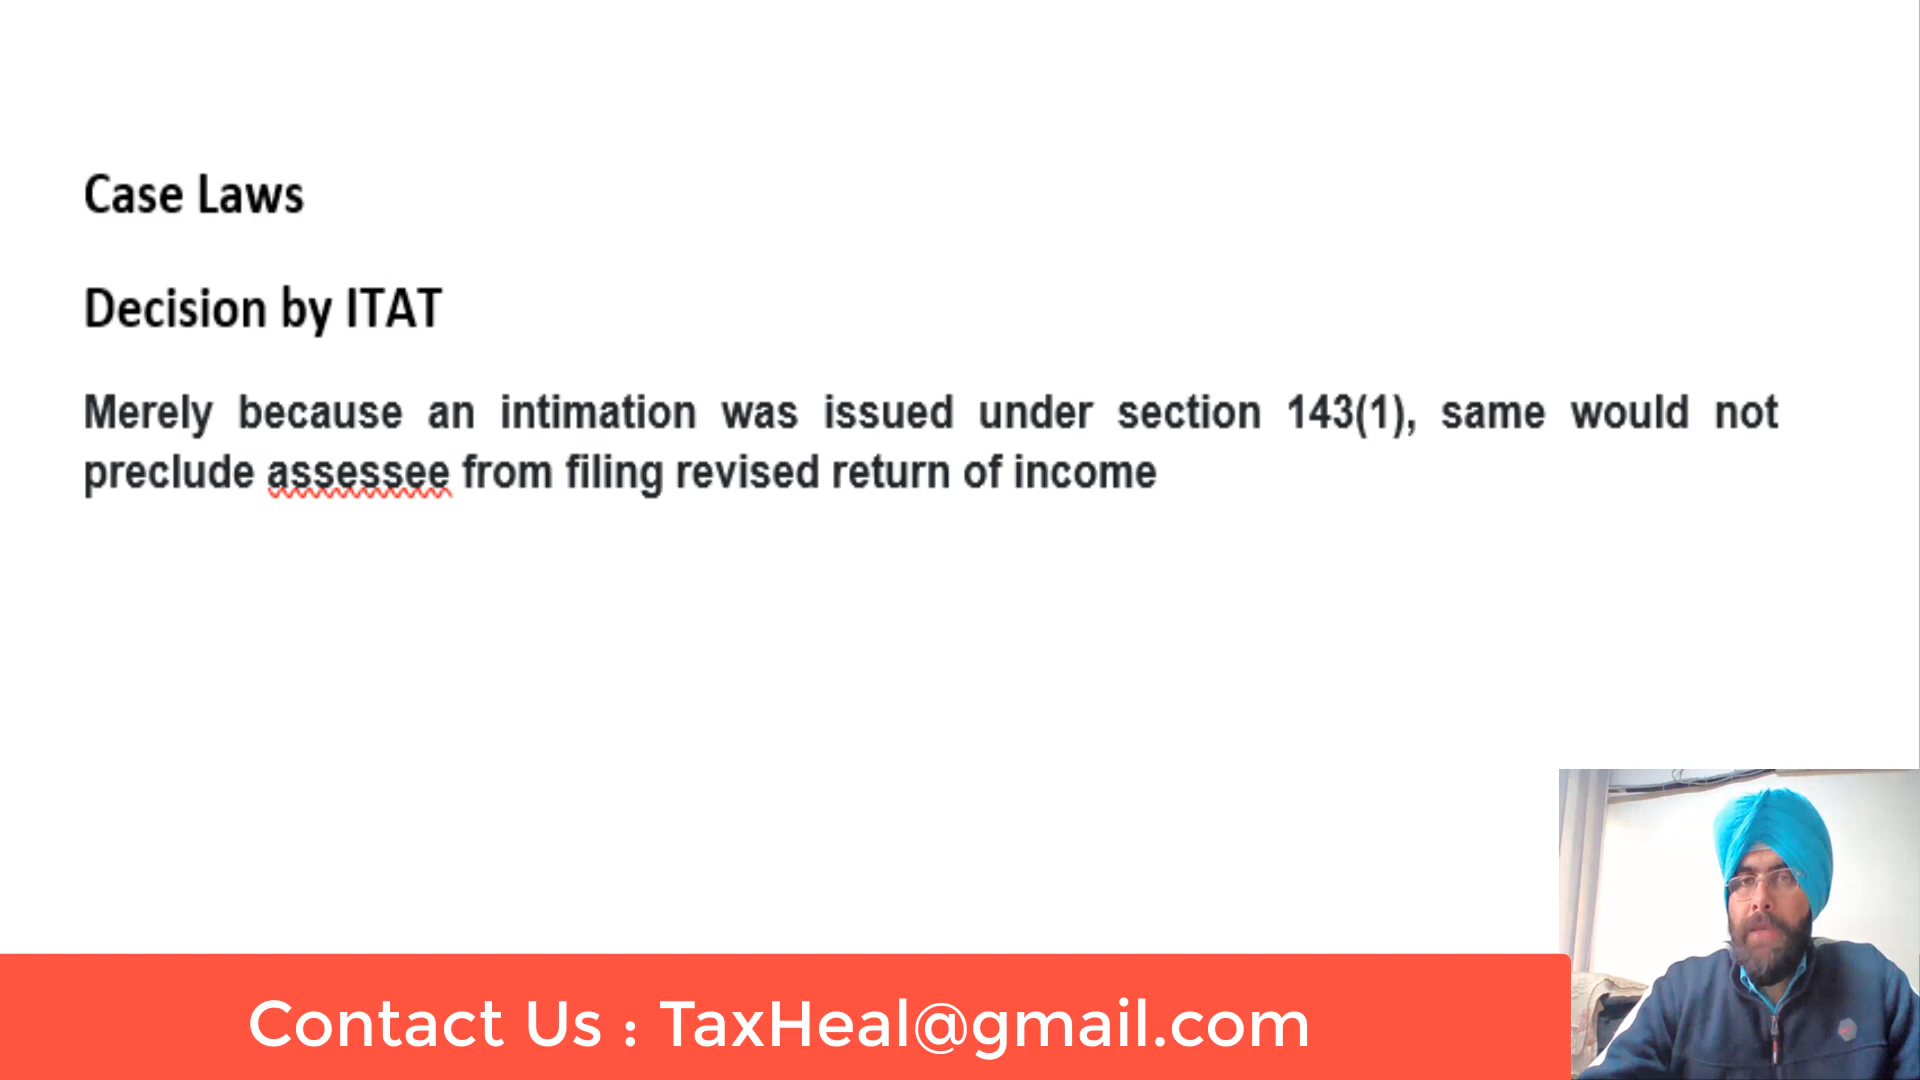 Case Laws
Decision by ITAT
Merely because an intimation was issued under section 143(1), same would not
preclude assessee from filing revised return of income
Contact Us : TaxHeal@gmail.com